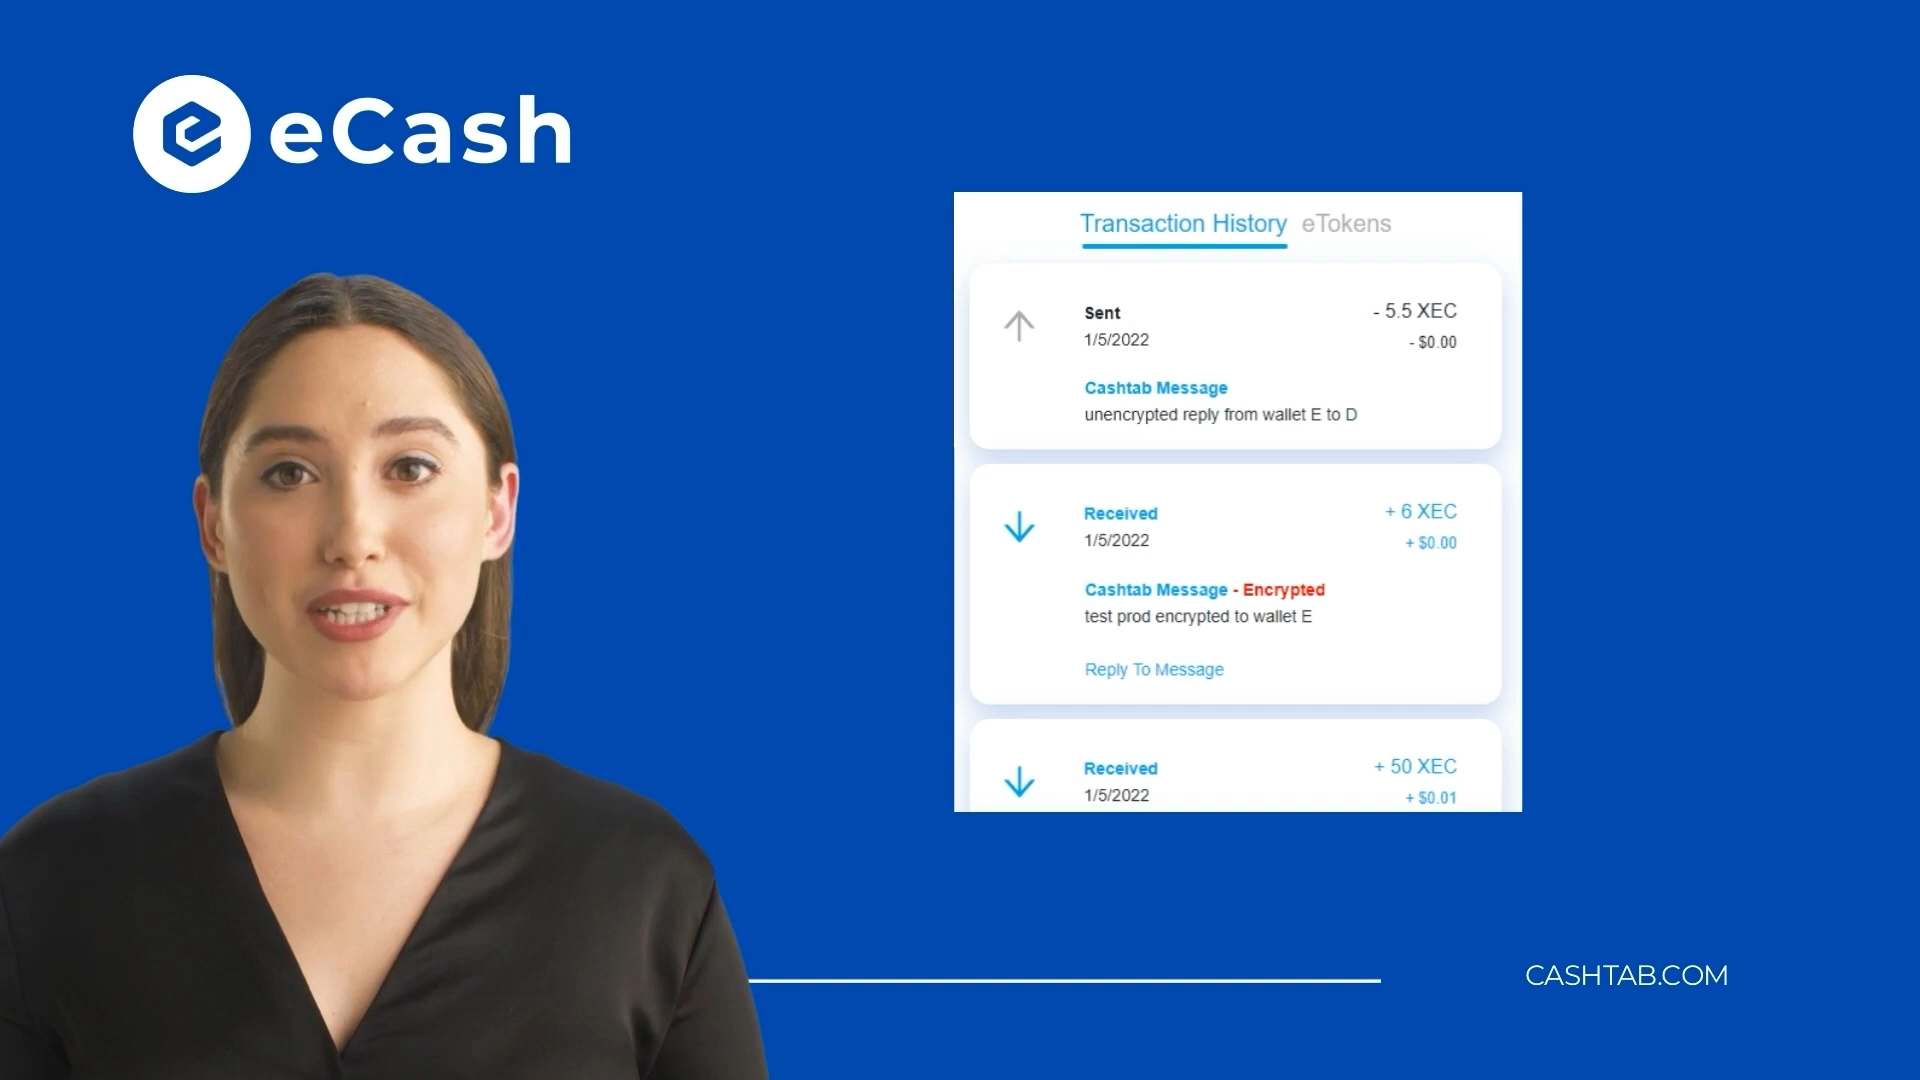 eCash
Transaction History eTokens
Sent - 5.5 XEC
1/5/2022 - $0.00
Cashtab Message
unencrypted reply from wallet E to D
Received + 6 XEC
1/5/2022 + $0.00
Cashtab Message - Encrypted
test prod encrypted to wallet E
Reply To Message
Received + 50 XEC
1/5/2022 + $0.01
CASHTAB.COM